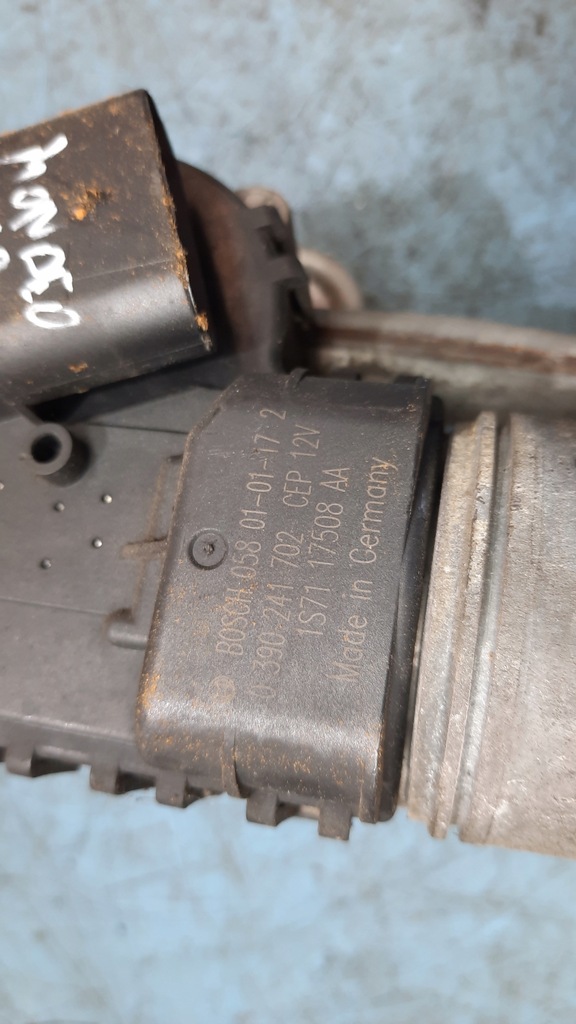 MONDEO
BOSCH 058 01-01-17 2
0 390 241 702 CEP 12V
1S71 17508 AA
Made in Germany